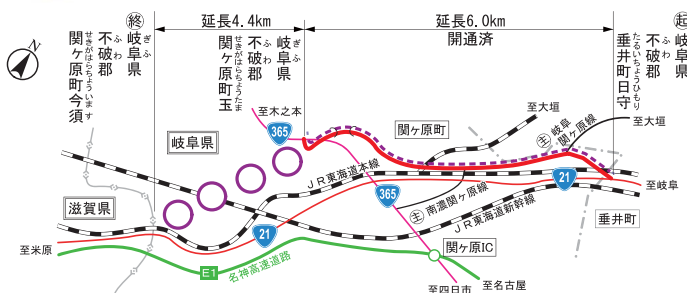 延長4.4km
延長6.0km
開通済
終
岐阜県
ぎふ
不破郡
ふわ
関ヶ原町今須
せきがはらちょういます
岐阜県
ぎふ
不破郡
ふわ
関ヶ原町玉
せきがはらちょうたま
起
岐阜県
ぎふ
不破郡
ふわ
垂井町日守
たるいちょうひもり
N
至木之本
365
関ヶ原町
至大垣
主 岐阜
関ヶ原線
至大垣
岐阜県
JR東海道本線
365
21
至岐阜
滋賀県
主 南濃関ヶ原線
JR東海道新幹線
垂井町
21
至米原
関ヶ原IC
E1
名神高速道路
至四日市
至名古屋